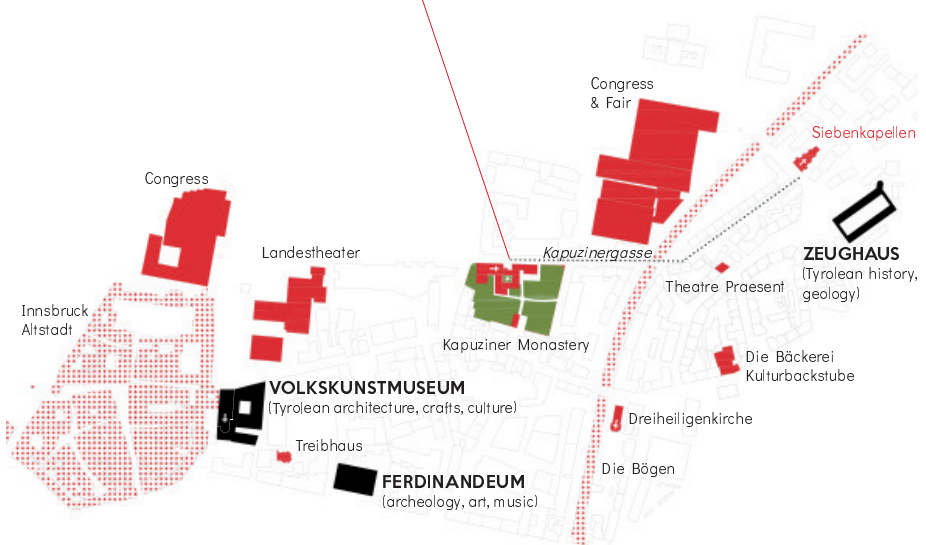 Congress
& Fair
Siebenkapellen
Congress
Kapuzinergasse
ZEUGHAUS
(Tyrolean history,
geology)
Landestheater
Theatre Praesent
Innsbruck
Altstadt
Kapuziner Monastery
Die Bäckerei
Kulturbackstube
VOLKSKUNSTMUSEUM
(Tyrolean architecture, crafts, culture)
Dreiheiligenkirche
Treibhaus
Die Bögen
FERDINANDEUM
(archeology, art, music)